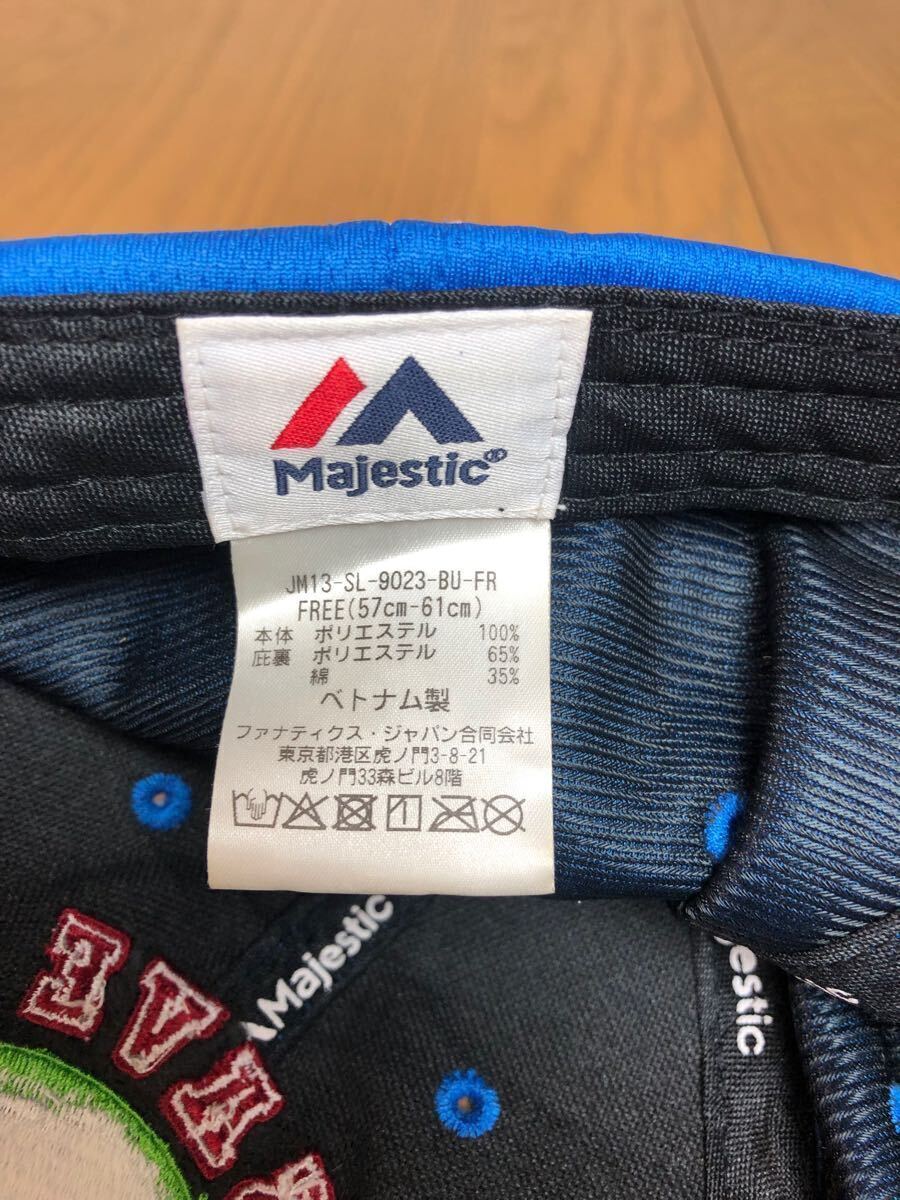 Majestic®
JM13-SL-9023-BU-FR
FREE(57cm-61cm)
本体 ポリエステル 100%
庇裏 ポリエステル 65%
綿 35%
ベトナム製
ファナティクス・ジャパン合同会社
東京都港区虎ノ門3-8-21
虎ノ門33森ビル8階
Majestic
estic